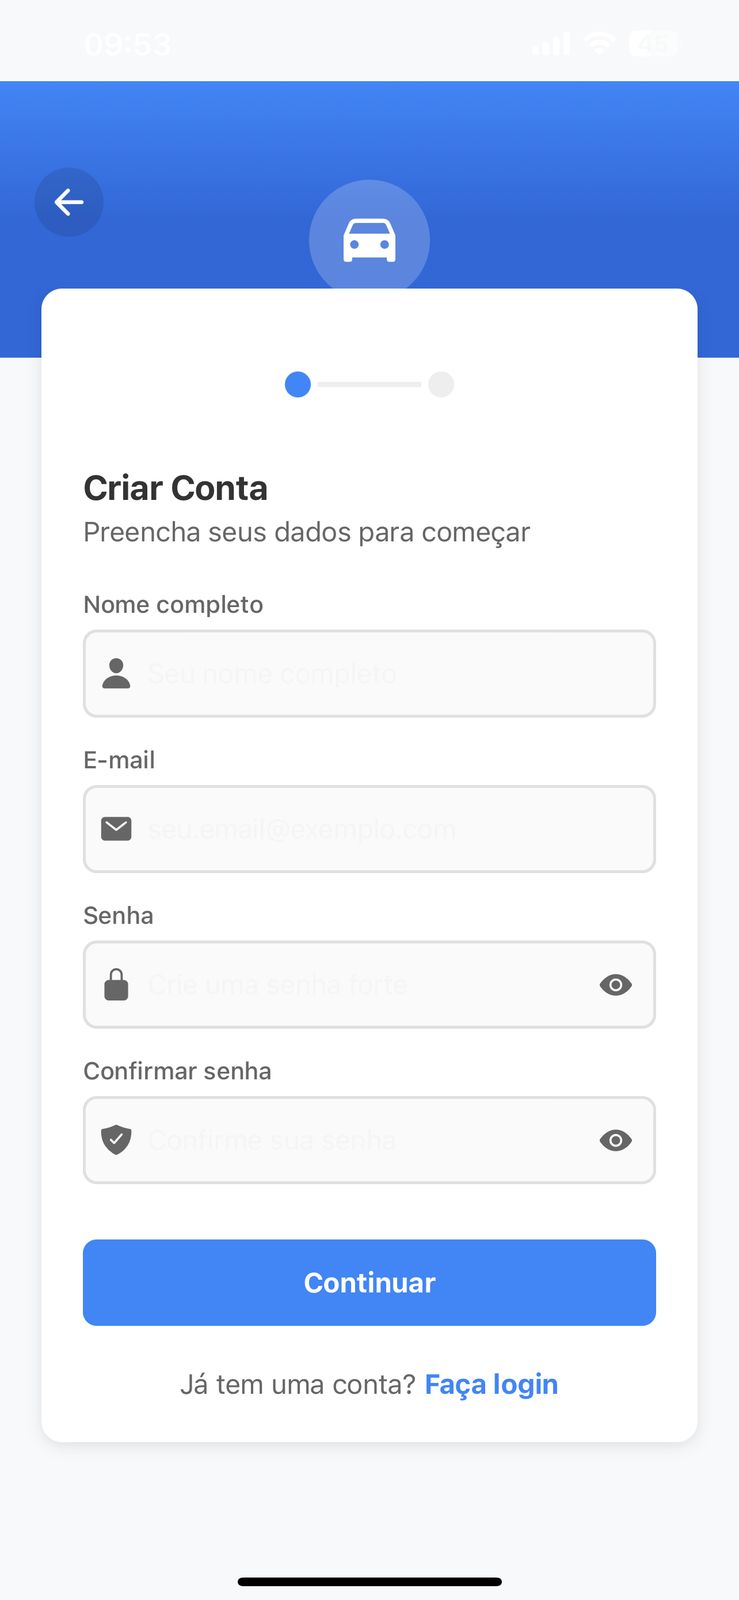 09:53
45
Criar Conta
Preencha seus dados para começar
Nome completo
Seu nome completo
E-mail
seu.email@exemplo.com
Senha
Crie uma senha forte
Confirmar senha
Confirme sua senha
Continuar
Já tem uma conta? Faça login